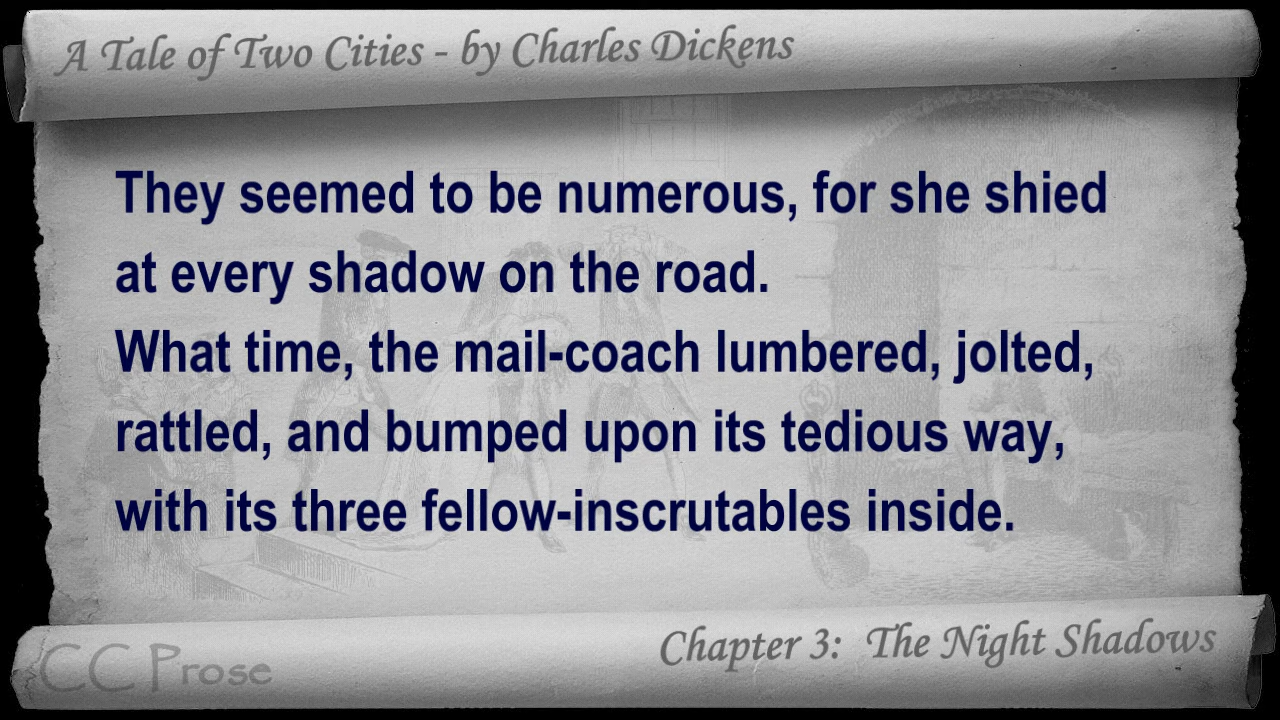 A Tale of Two Cities - by Charles Dickens
They seemed to be numerous, for she shied
at every shadow on the road.
What time, the mail-coach lumbered, jolted,
rattled, and bumped upon its tedious way,
with its three fellow-inscrutables inside.
Chapter 3: The Night Shadows
CC Prose